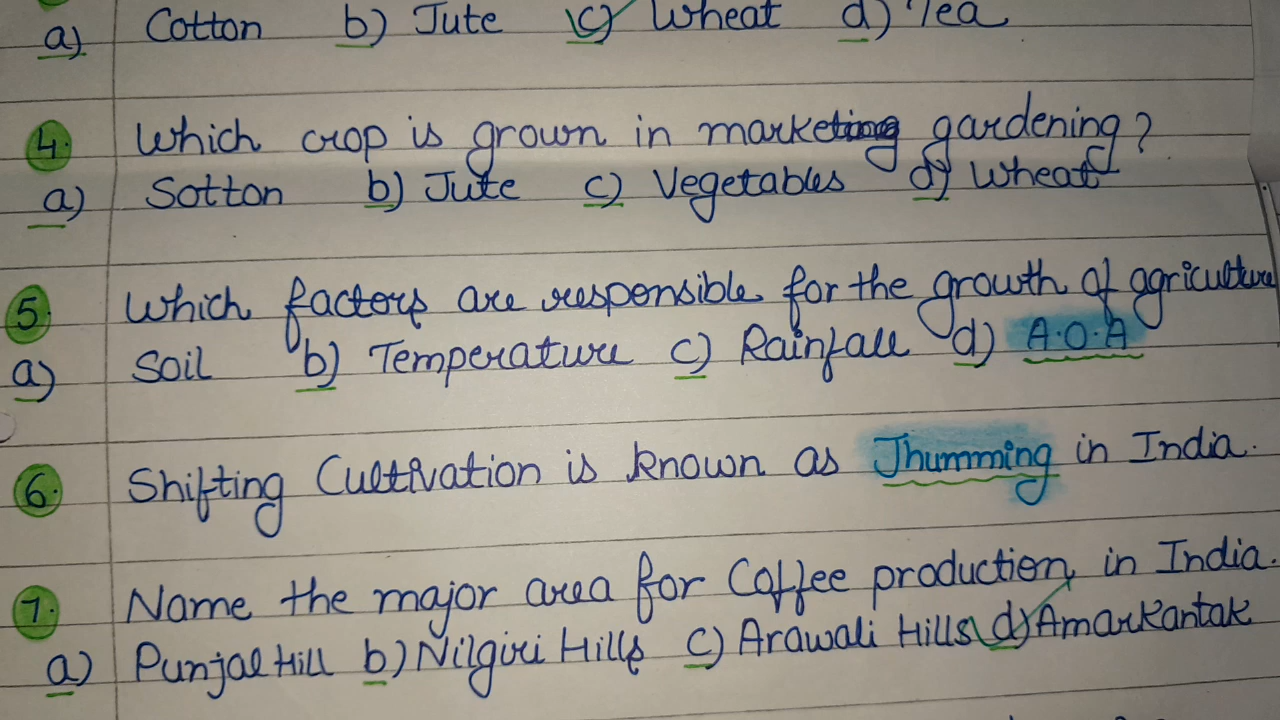 a) Cotton b) Jute c) Wheat d) Tea
4. Which crop is grown in marketing gardening?
a) Sotton b) Jute c) Vegetables d) Wheat
5. Which factors are responsible for the growth of agriculture
a) Soil b) Temperature c) Rainfall d) A.O.A
6. Shifting Cultivation is known as Jhumming in India.
7. Name the major area for Coffee production in India.
a) Punjal Hill b) Nilgiri Hills c) Arawali Hills d) Amarkantak